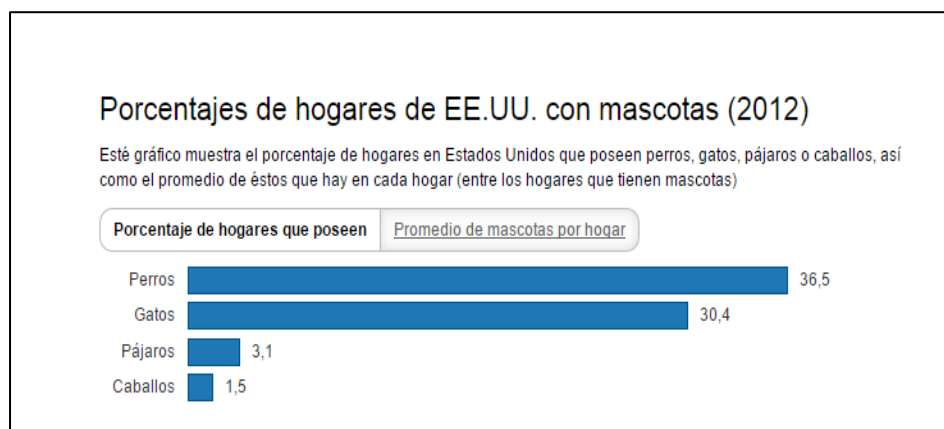 Porcentajes de hogares de EE.UU. con mascotas (2012)
Esté gráfico muestra el porcentaje de hogares en Estados Unidos que poseen perros, gatos, pájaros o caballos, así
como el promedio de éstos que hay en cada hogar (entre los hogares que tienen mascotas)
Porcentaje de hogares que poseen Promedio de mascotas por hogar
Perros 36,5
Gatos 30,4
Pájaros 3,1
Caballos 1,5